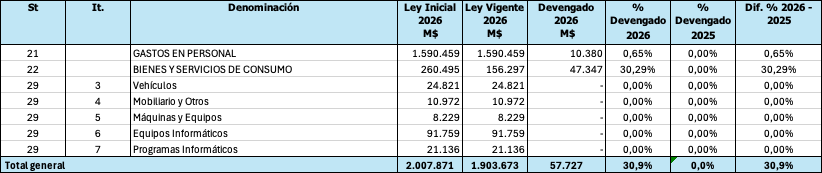 St It. Denominación Ley Inicial 2026 M$ Ley Vigente 2026 M$ Devengado 2026 M$ % Devengado 2026 % Devengado 2025 Dif. % 2026 - 2025
21 GASTOS EN PERSONAL 1.590.459 1.590.459 10.380 0,65% 0,00% 0,65%
22 BIENES Y SERVICIOS DE CONSUMO 260.495 156.297 47.347 30,29% 0,00% 30,29%
29 3 Vehículos 24.821 24.821 - 0,00% 0,00% 0,00%
29 4 Mobiliario y Otros 10.972 10.972 - 0,00% 0,00% 0,00%
29 5 Máquinas y Equipos 8.229 8.229 - 0,00% 0,00% 0,00%
29 6 Equipos Informáticos 91.759 91.759 - 0,00% 0,00% 0,00%
29 7 Programas Informáticos 21.136 21.136 - 0,00% 0,00% 0,00%
Total general 2.007.871 1.903.673 57.727 30,9% 0,0% 30,9%